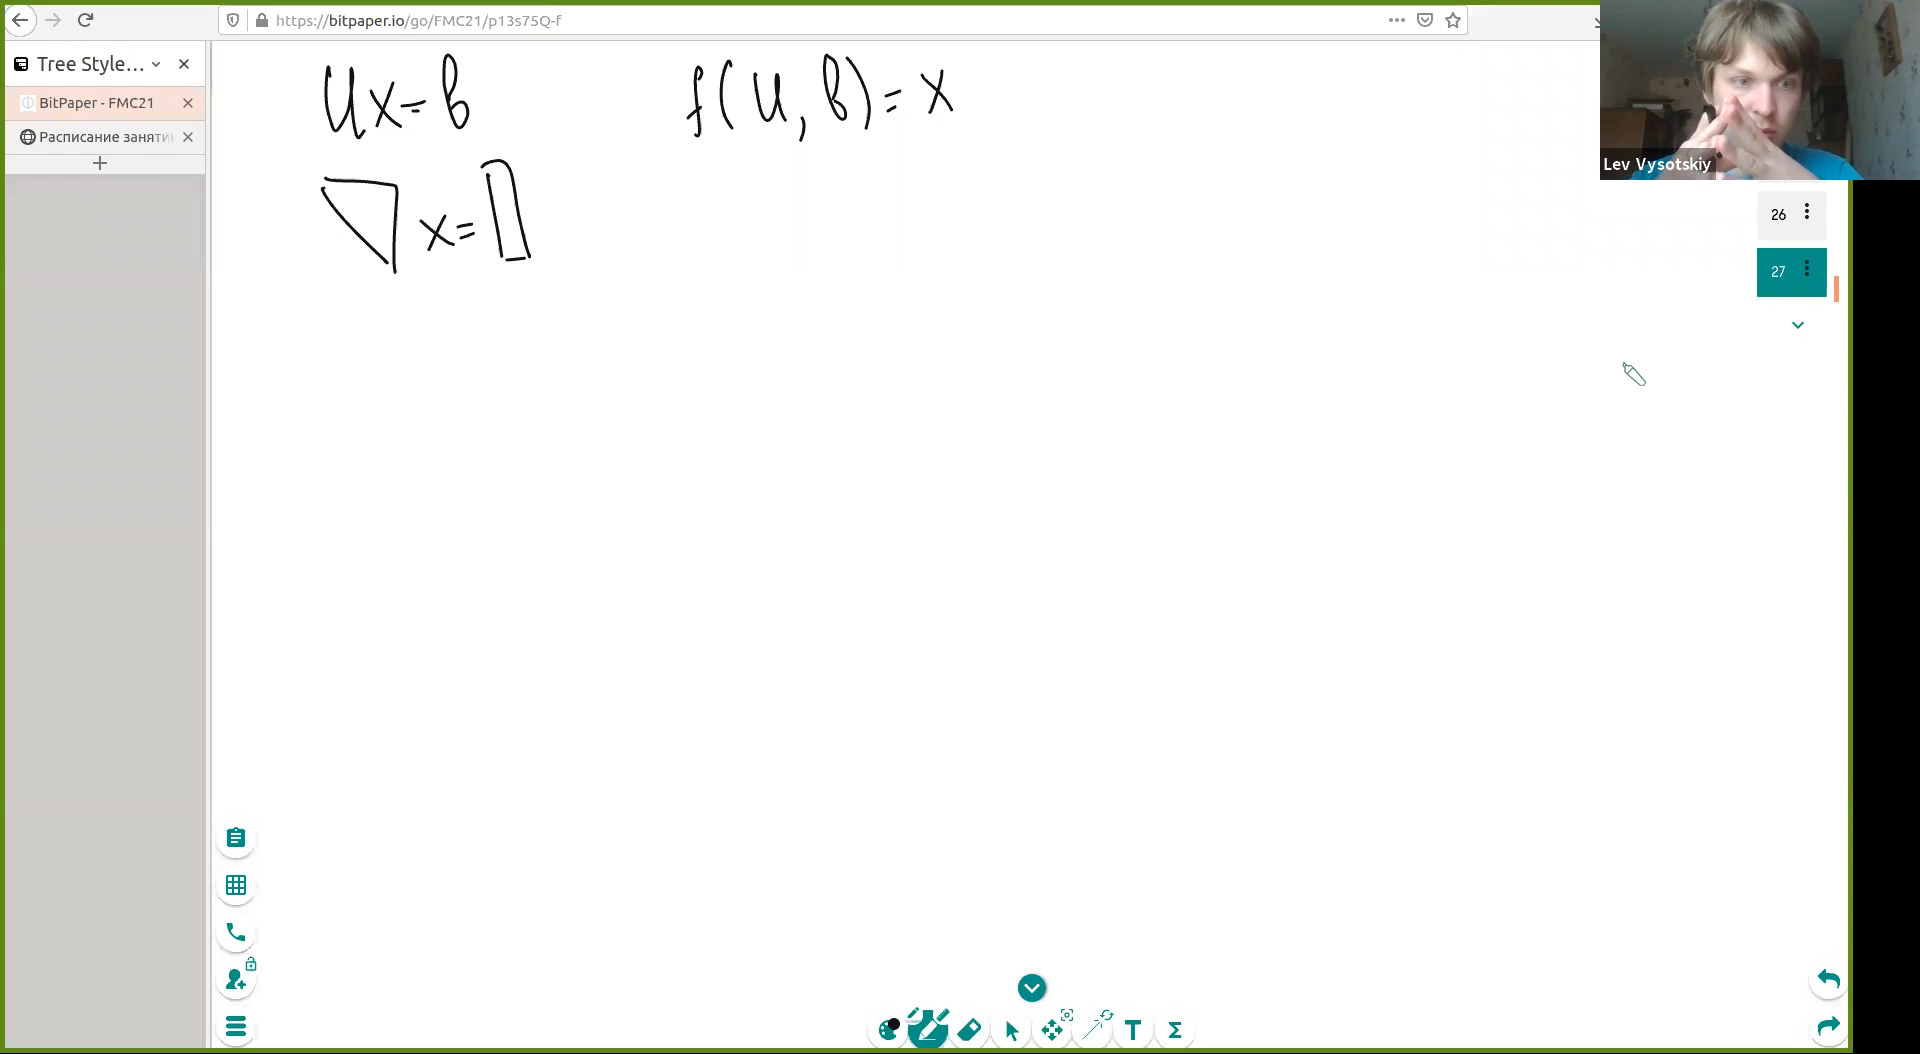 https://bitpaper.io/go/FMC21/p13s75Q-f
Tree Style...
BitPaper - FMC21
Расписание заняти
Ux=b
f(U,b)=x
x=
Lev Vysotskiy
26
27
T
Σ